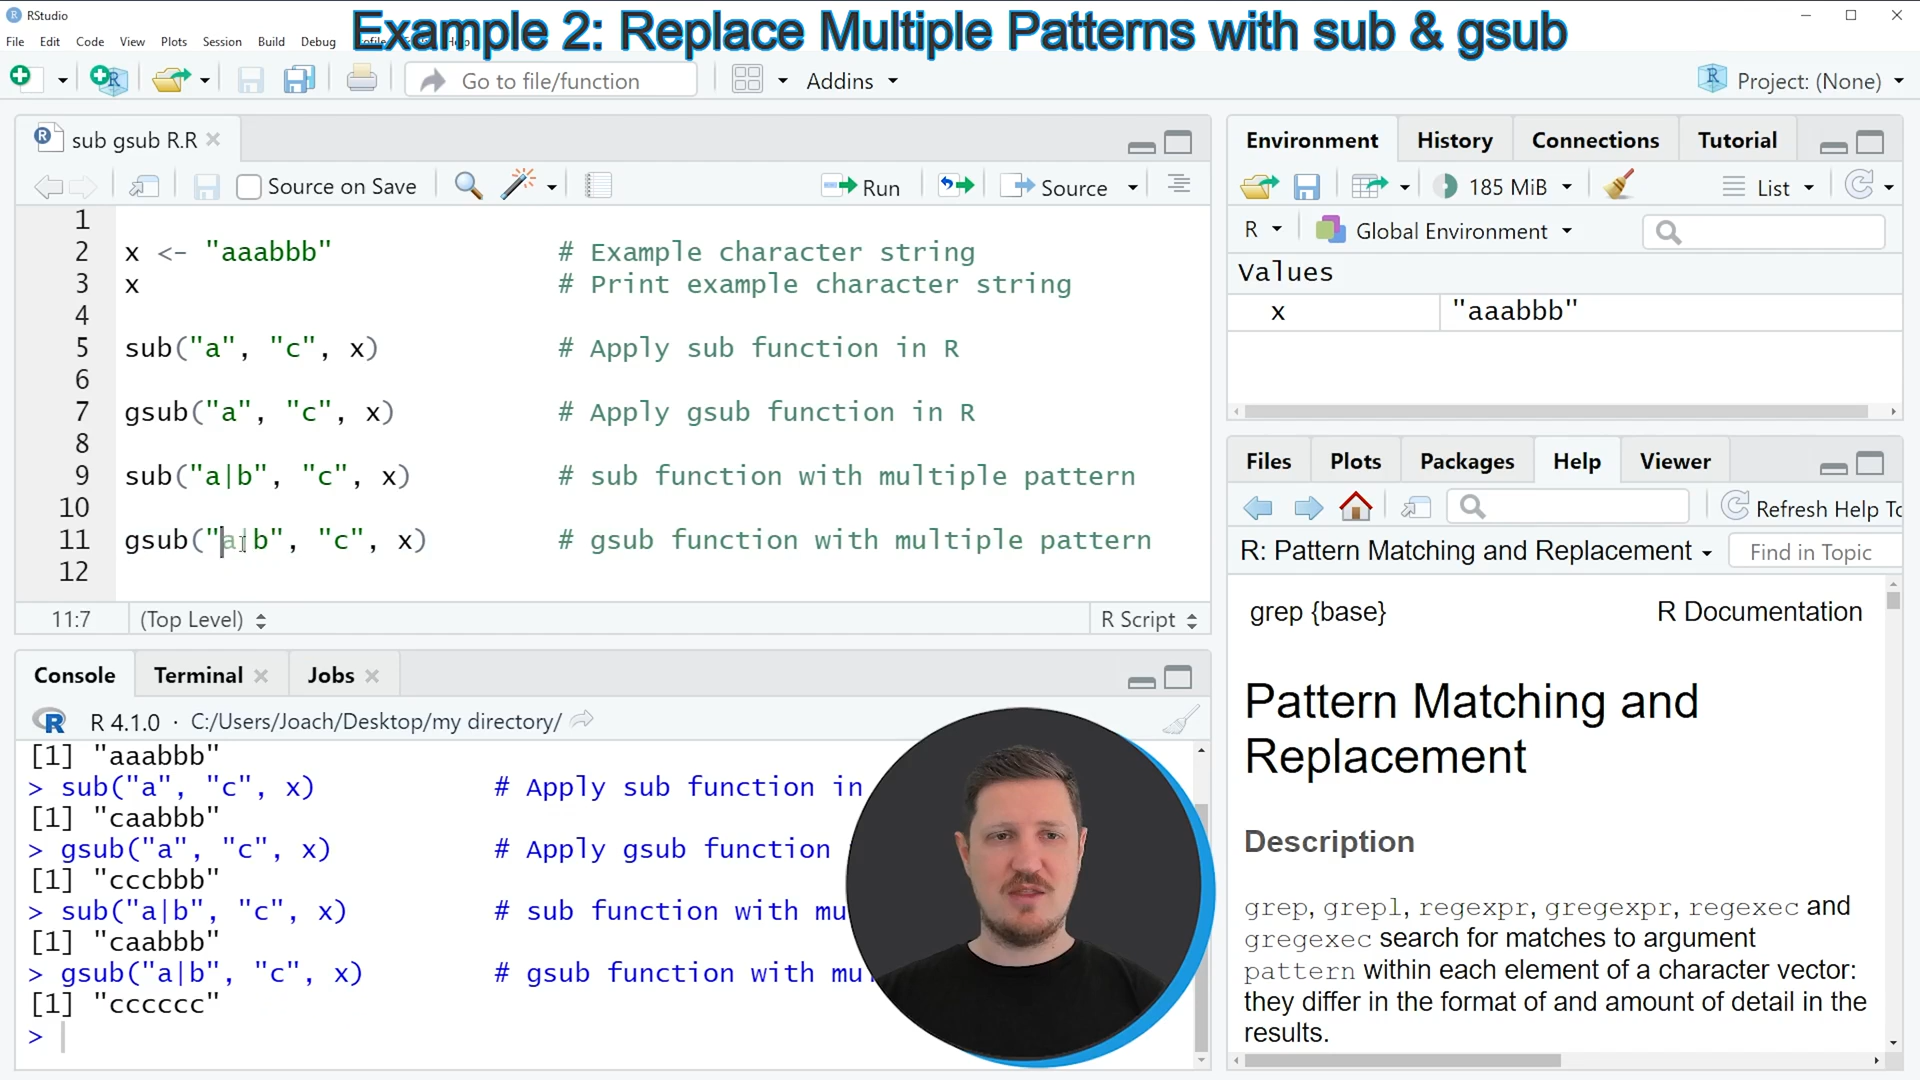 RStudio
Example 2: Replace Multiple Patterns with sub & gsub
File Edit Code View Plots Session Build Debug
Go to file/function
Addins
Project: (None)
sub gsub R.R
Source on Save
Run
Source
1
2 x <- "aaabbb" # Example character string
3 x # Print example character string
4
5 sub("a", "c", x) # Apply sub function in R
6
7 gsub("a", "c", x) # Apply gsub function in R
8
9 sub("a|b", "c", x) # sub function with multiple pattern
10
11 gsub("a|b", "c", x) # gsub function with multiple pattern
12
11:7 (Top Level) R Script
Console Terminal Jobs
R 4.1.0 · C:/Users/Joach/Desktop/my directory/
[1] "aaabbb"
> sub("a", "c", x) # Apply sub function in
[1] "caabbb"
> gsub("a", "c", x) # Apply gsub function
[1] "cccbbb"
> sub("a|b", "c", x) # sub function with mu
[1] "caabbb"
> gsub("a|b", "c", x) # gsub function with mu
[1] "cccccc"
>
Environment History Connections Tutorial
185 MiB
List
R Global Environment
Values
x "aaabbb"
Files Plots Packages Help Viewer
Refresh Help To
R: Pattern Matching and Replacement Find in Topic
grep {base} R Documentation
Pattern Matching and
Replacement
Description
grep, grepl, regexpr, gregexpr, regexec and
gregexec search for matches to argument
pattern within each element of a character vector:
they differ in the format of and amount of detail in the
results.